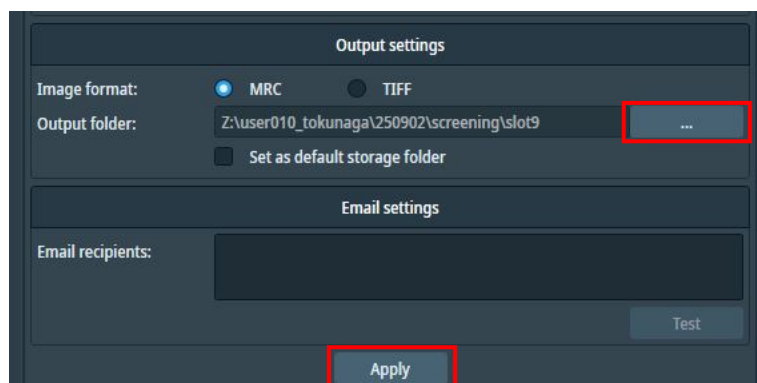 Output settings
Image format: MRC TIFF
Output folder: Z:\user010_tokunaga\250902\screening\slot9 ...
Set as default storage folder
Email settings
Email recipients:
Test
Apply